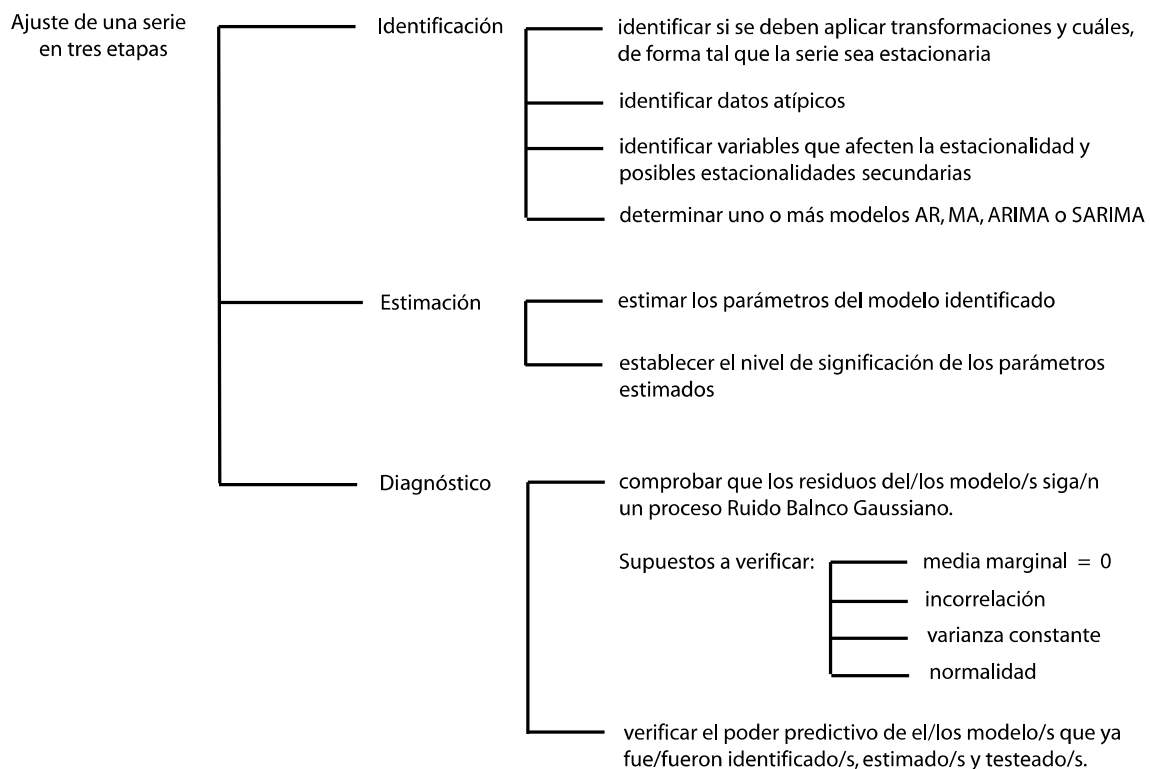 Ajuste de una serie
en tres etapas
Identificación
identificar si se deben aplicar transformaciones y cuáles,
de forma tal que la serie sea estacionaria
identificar datos atípicos
identificar variables que afecten la estacionalidad y
posibles estacionalidades secundarias
determinar uno o más modelos AR, MA, ARIMA o SARIMA
Estimación
estimar los parámetros del modelo identificado
establecer el nivel de significación de los parámetros
estimados
Diagnóstico
comprobar que los residuos del/los modelo/s siga/n
un proceso Ruido Balnco Gaussiano.
Supuestos a verificar:
media marginal = 0
incorrelación
varianza constante
normalidad
verificar el poder predictivo de el/los modelo/s que ya
fue/fueron identificado/s, estimado/s y testeado/s.